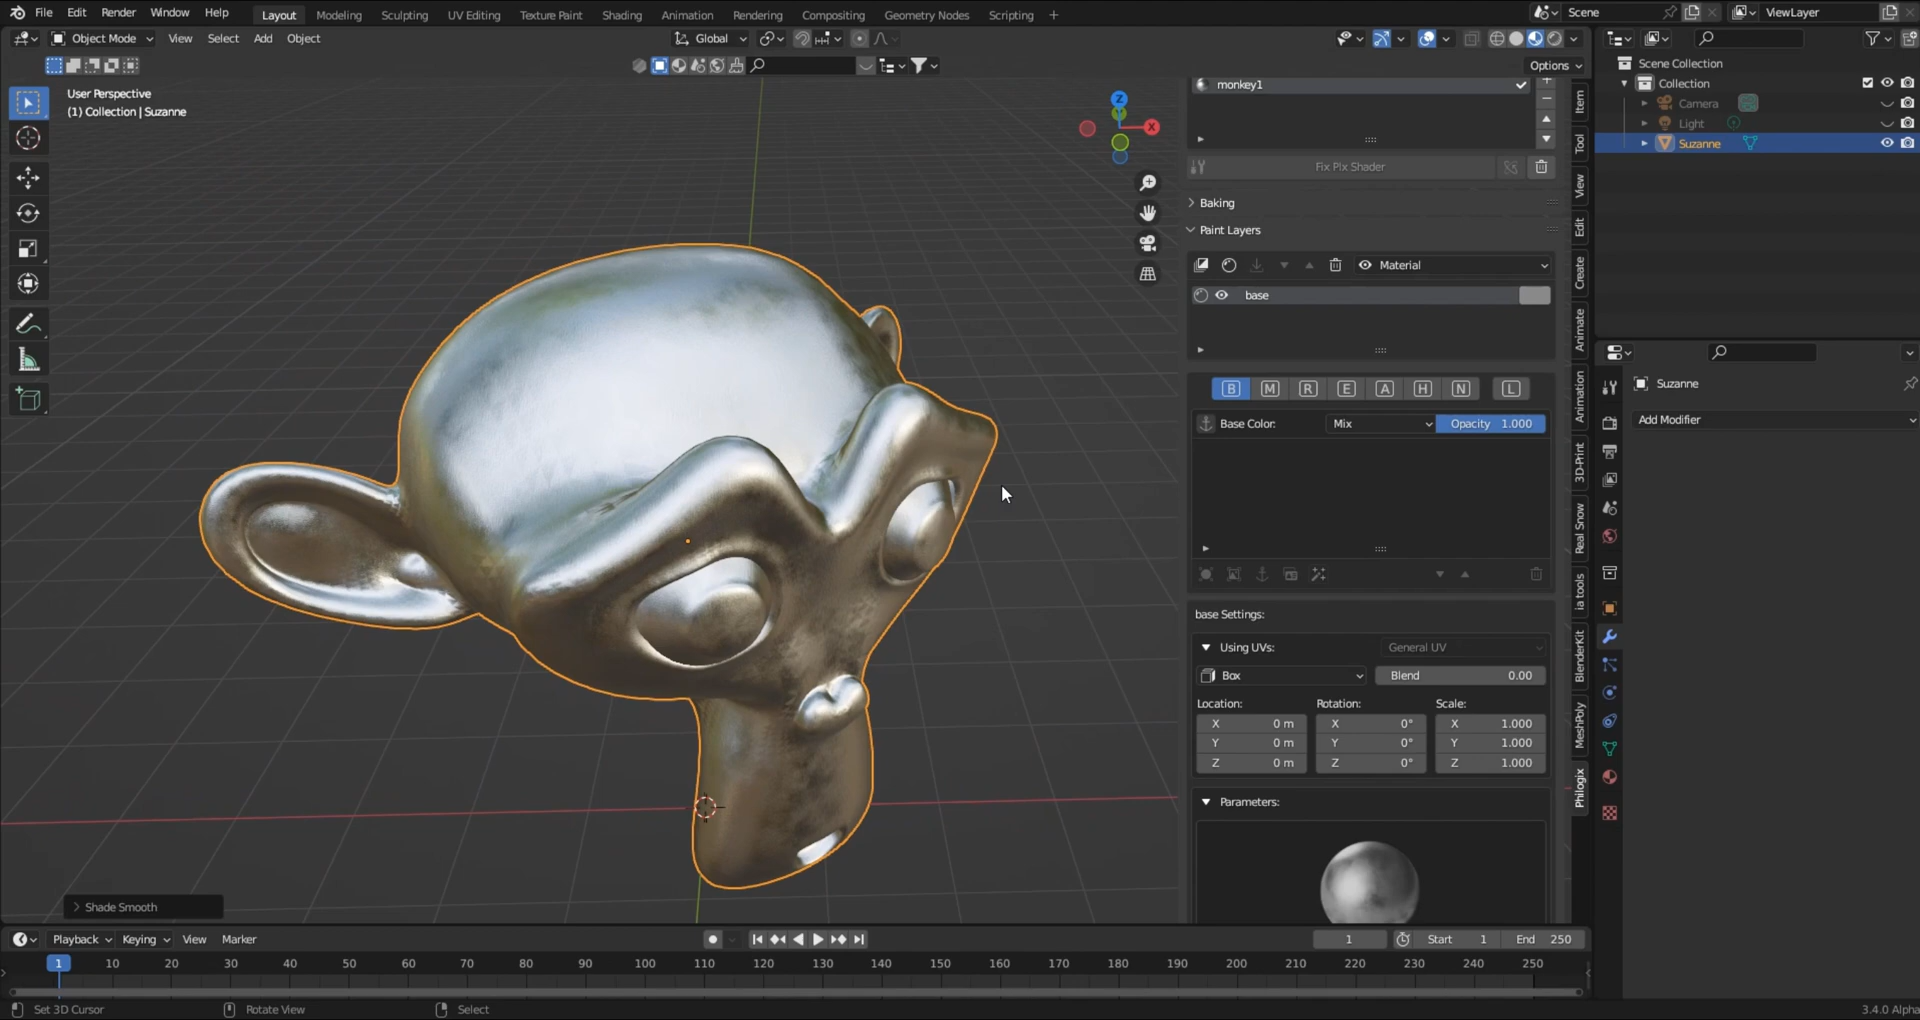 File Edit Render Window Help Layout Modeling Sculpting UV Editing Texture Paint Shading Animation Rendering Compositing Geometry Nodes Scripting + Scene ViewLayer
Object Mode View Select Add Object Global
Options
User Perspective
(1) Collection | Suzanne
Z
X
Shade Smooth
monkey1
Fix Plx Shader
Baking
Paint Layers
Material
base
B M R E A H N L
Base Color: Mix Opacity 1.000
base Settings:
Using UVs: General UV
Box Blend 0.00
Location: Rotation: Scale:
X 0 m X 0° X 1.000
Y 0 m Y 0° Y 1.000
Z 0 m Z 0° Z 1.000
Parameters:
Item
Tool
View
Edit
Create
Animate
Animation
3D-Print
Real Snow
ia tools
BlenderKit
MeshPoly
Philogix
Scene Collection
Collection
Camera
Light
Suzanne
Suzanne
Add Modifier
Playback Keying View Marker 1 Start 1 End 250
1 10 20 30 40 50 60 70 80 90 100 110 120 130 140 150 160 170 180 190 200 210 220 230 240 250
Set 3D Cursor Rotate View Select 3.4.0 Alpha